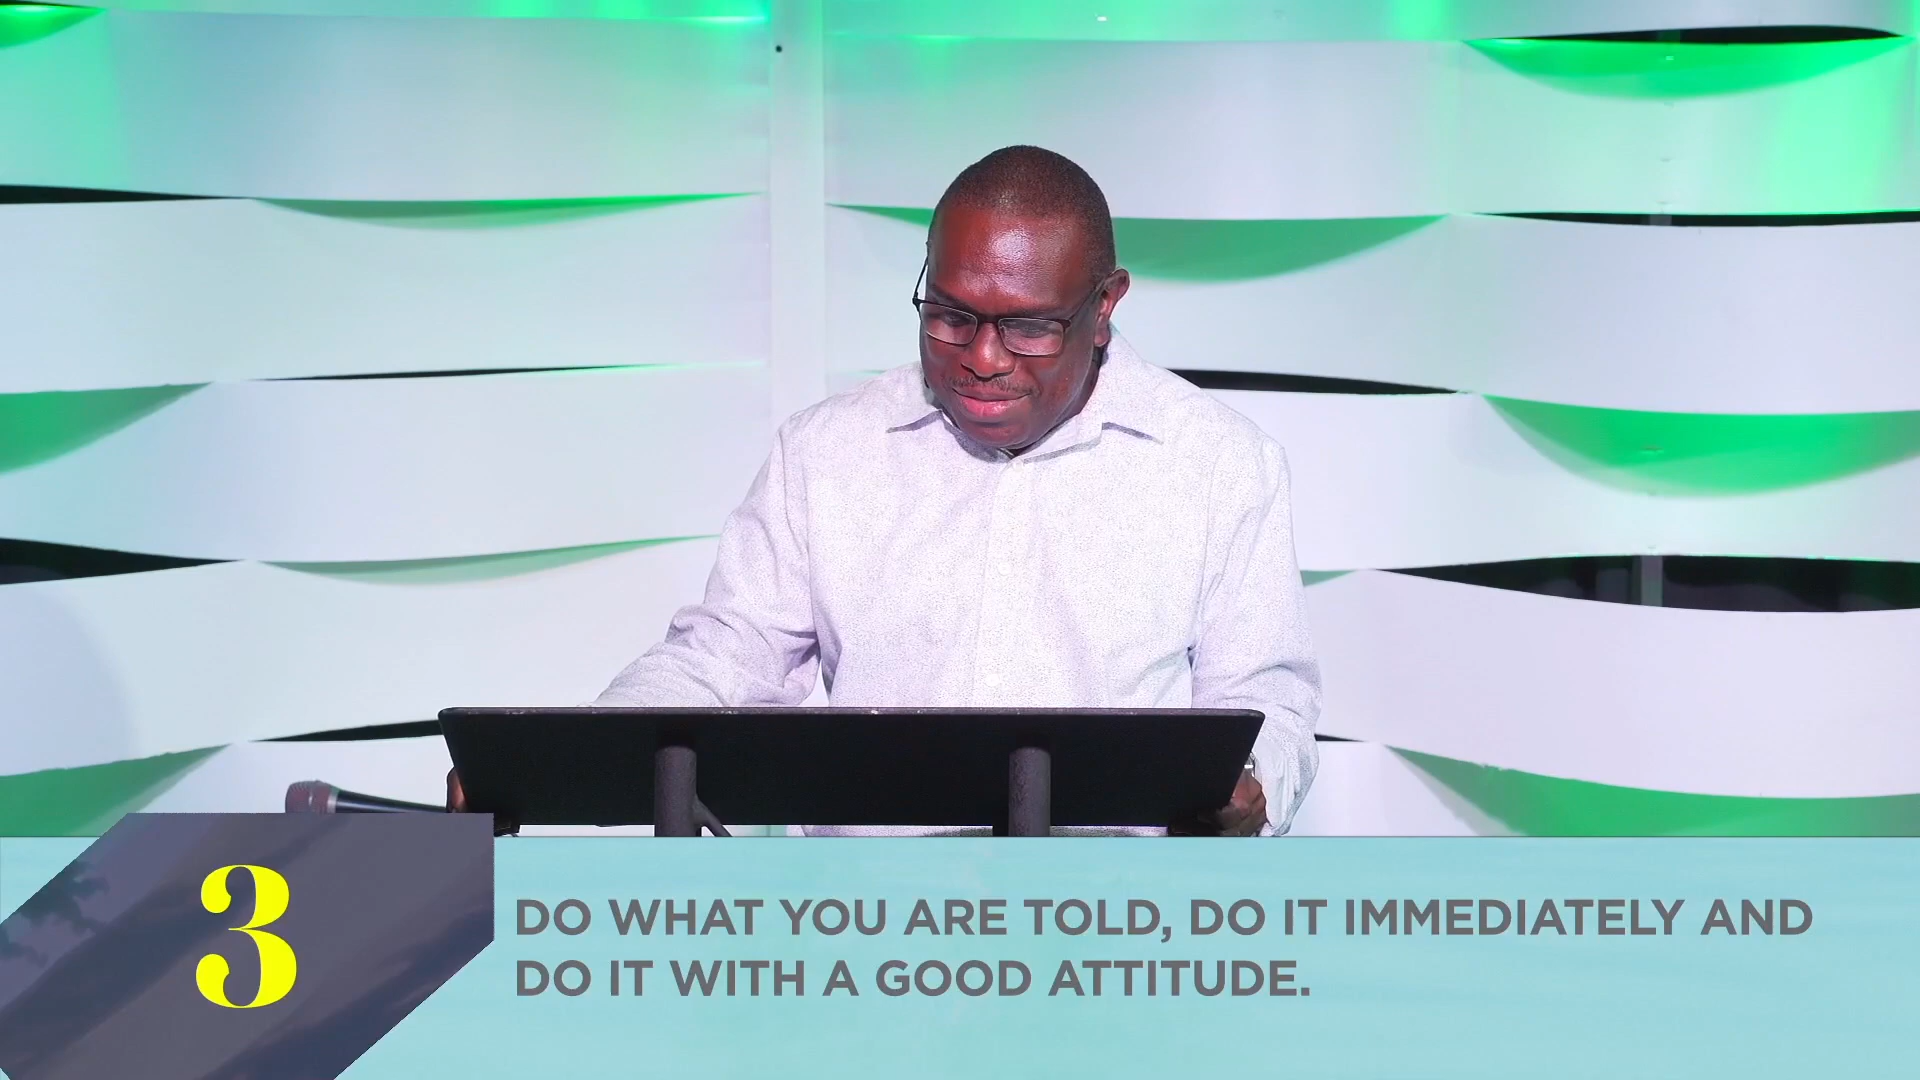 3
DO WHAT YOU ARE TOLD, DO IT IMMEDIATELY AND
DO IT WITH A GOOD ATTITUDE.